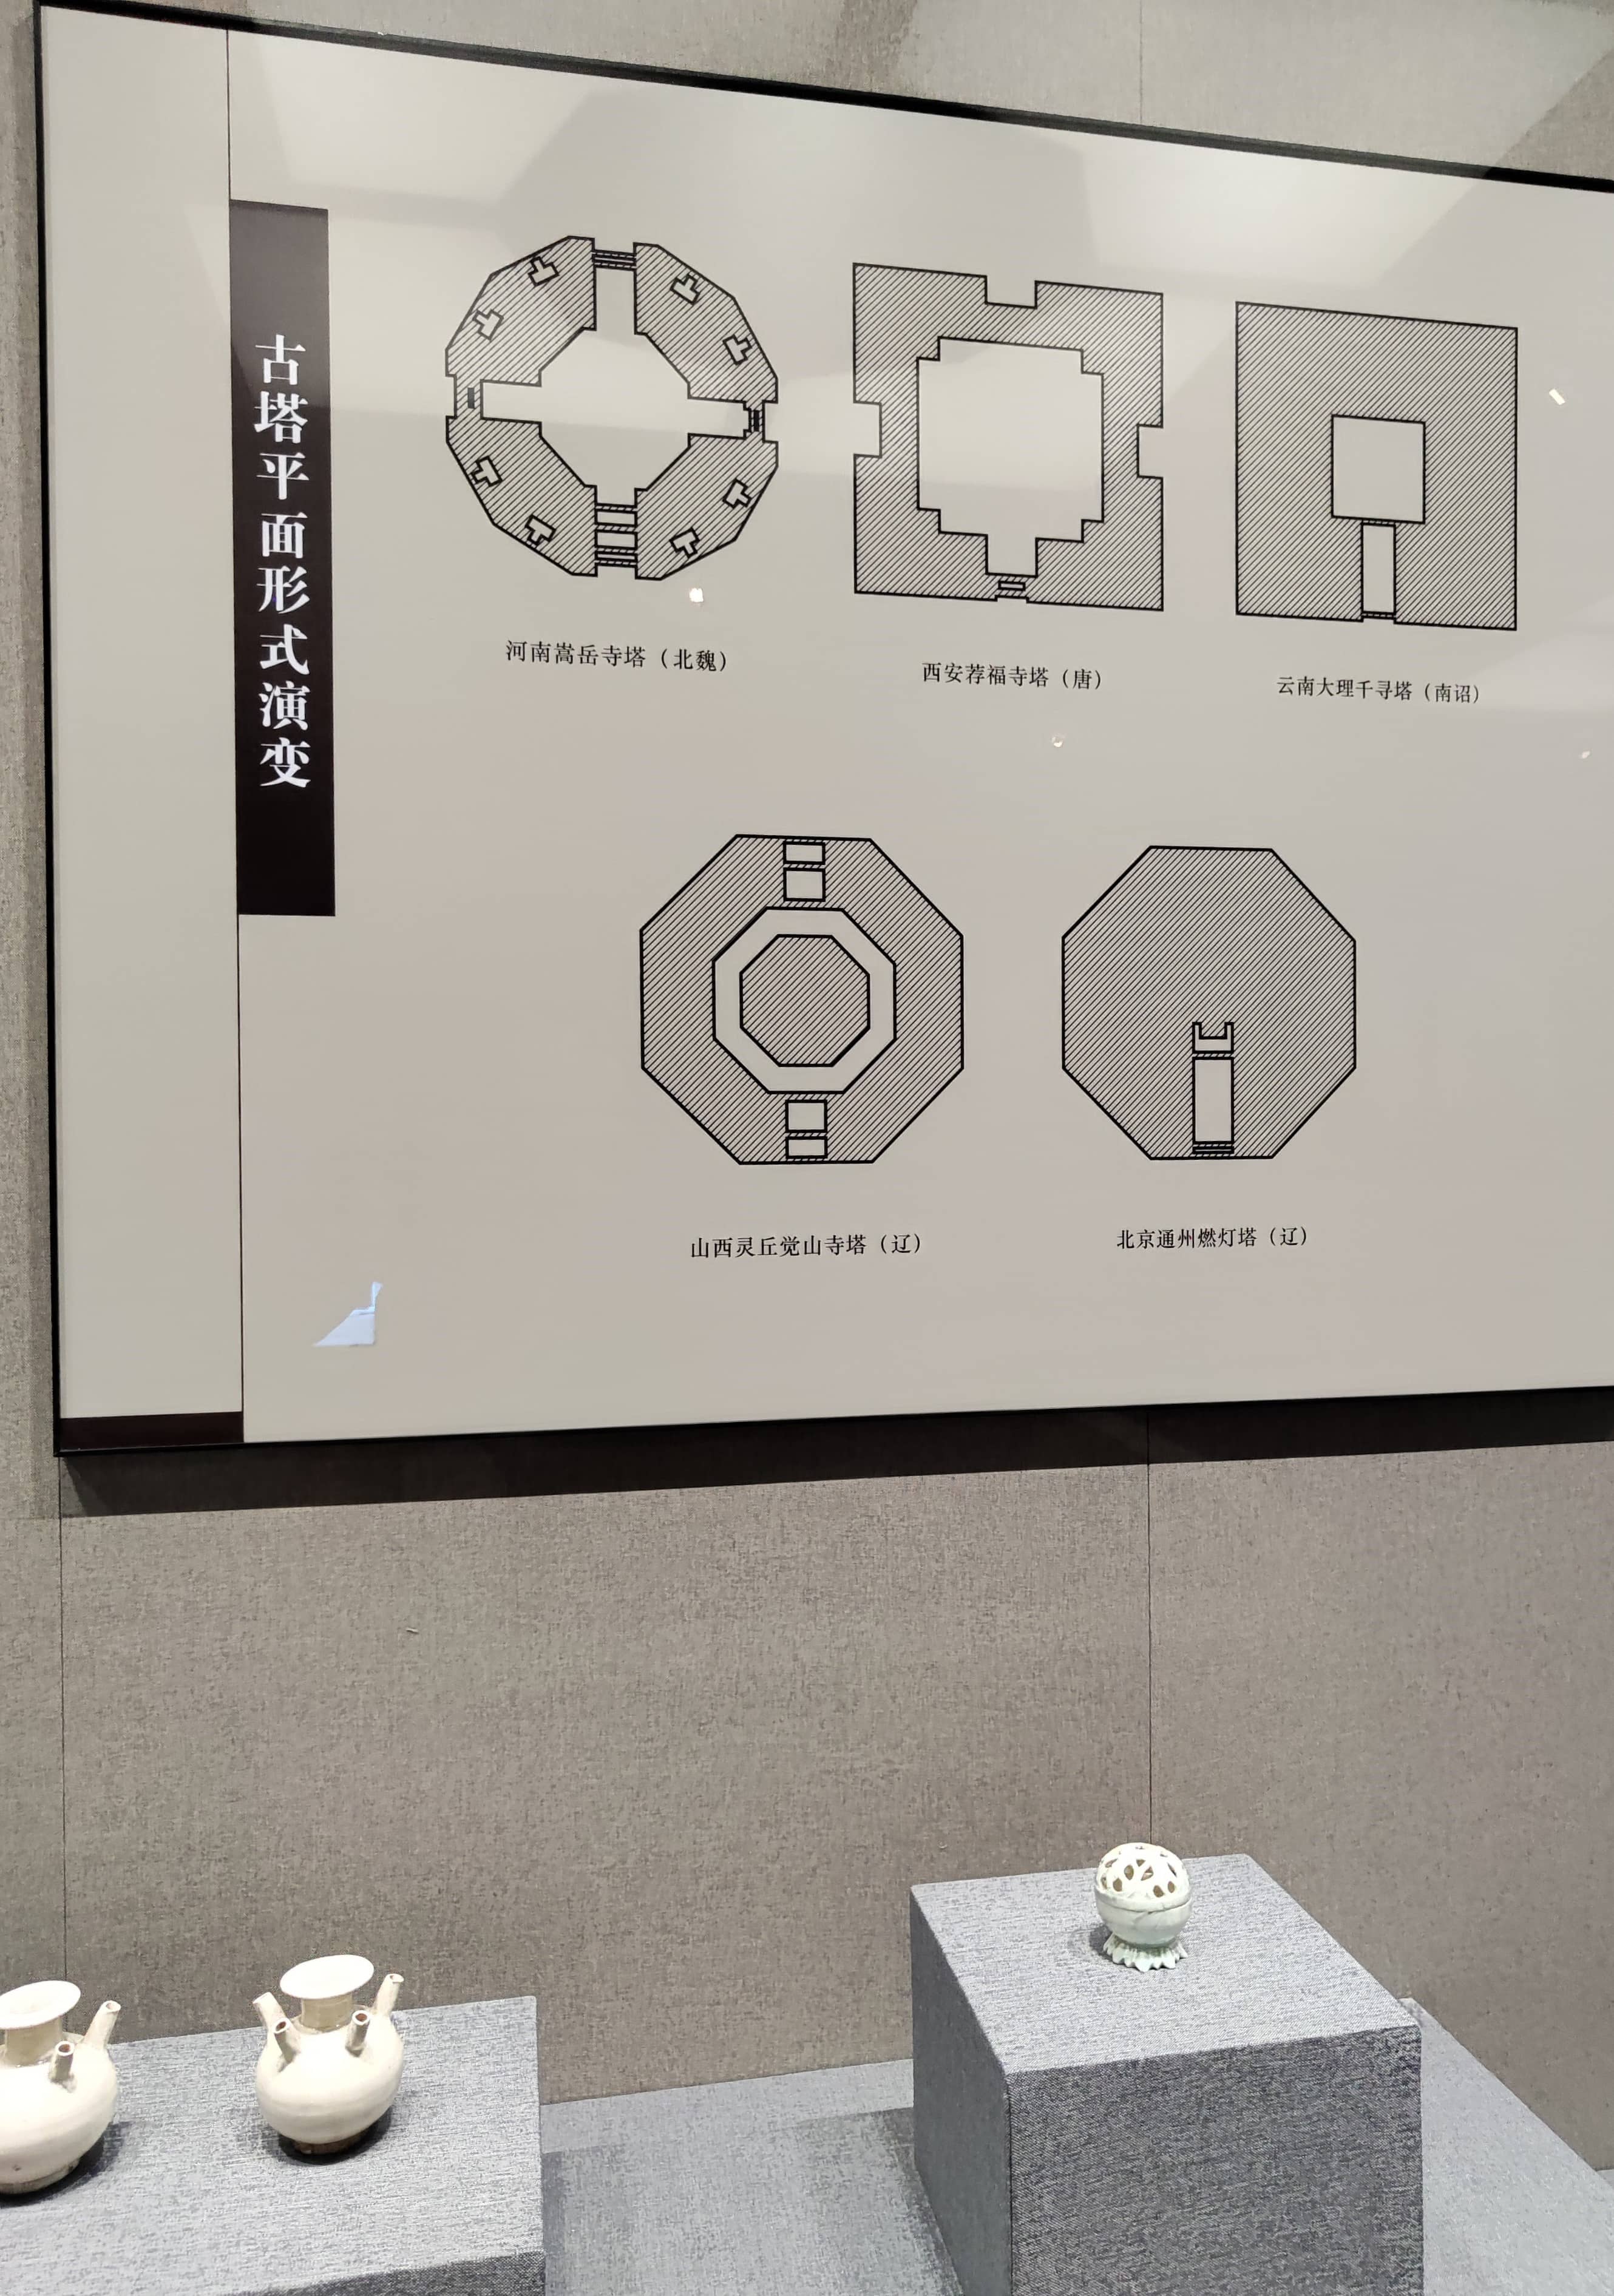 古塔平面形式演变
河南嵩岳寺塔（北魏）
西安荐福寺塔（唐）
云南大理千寻塔（南诏）
山西灵丘觉山寺塔（辽）
北京通州燃灯塔（辽）